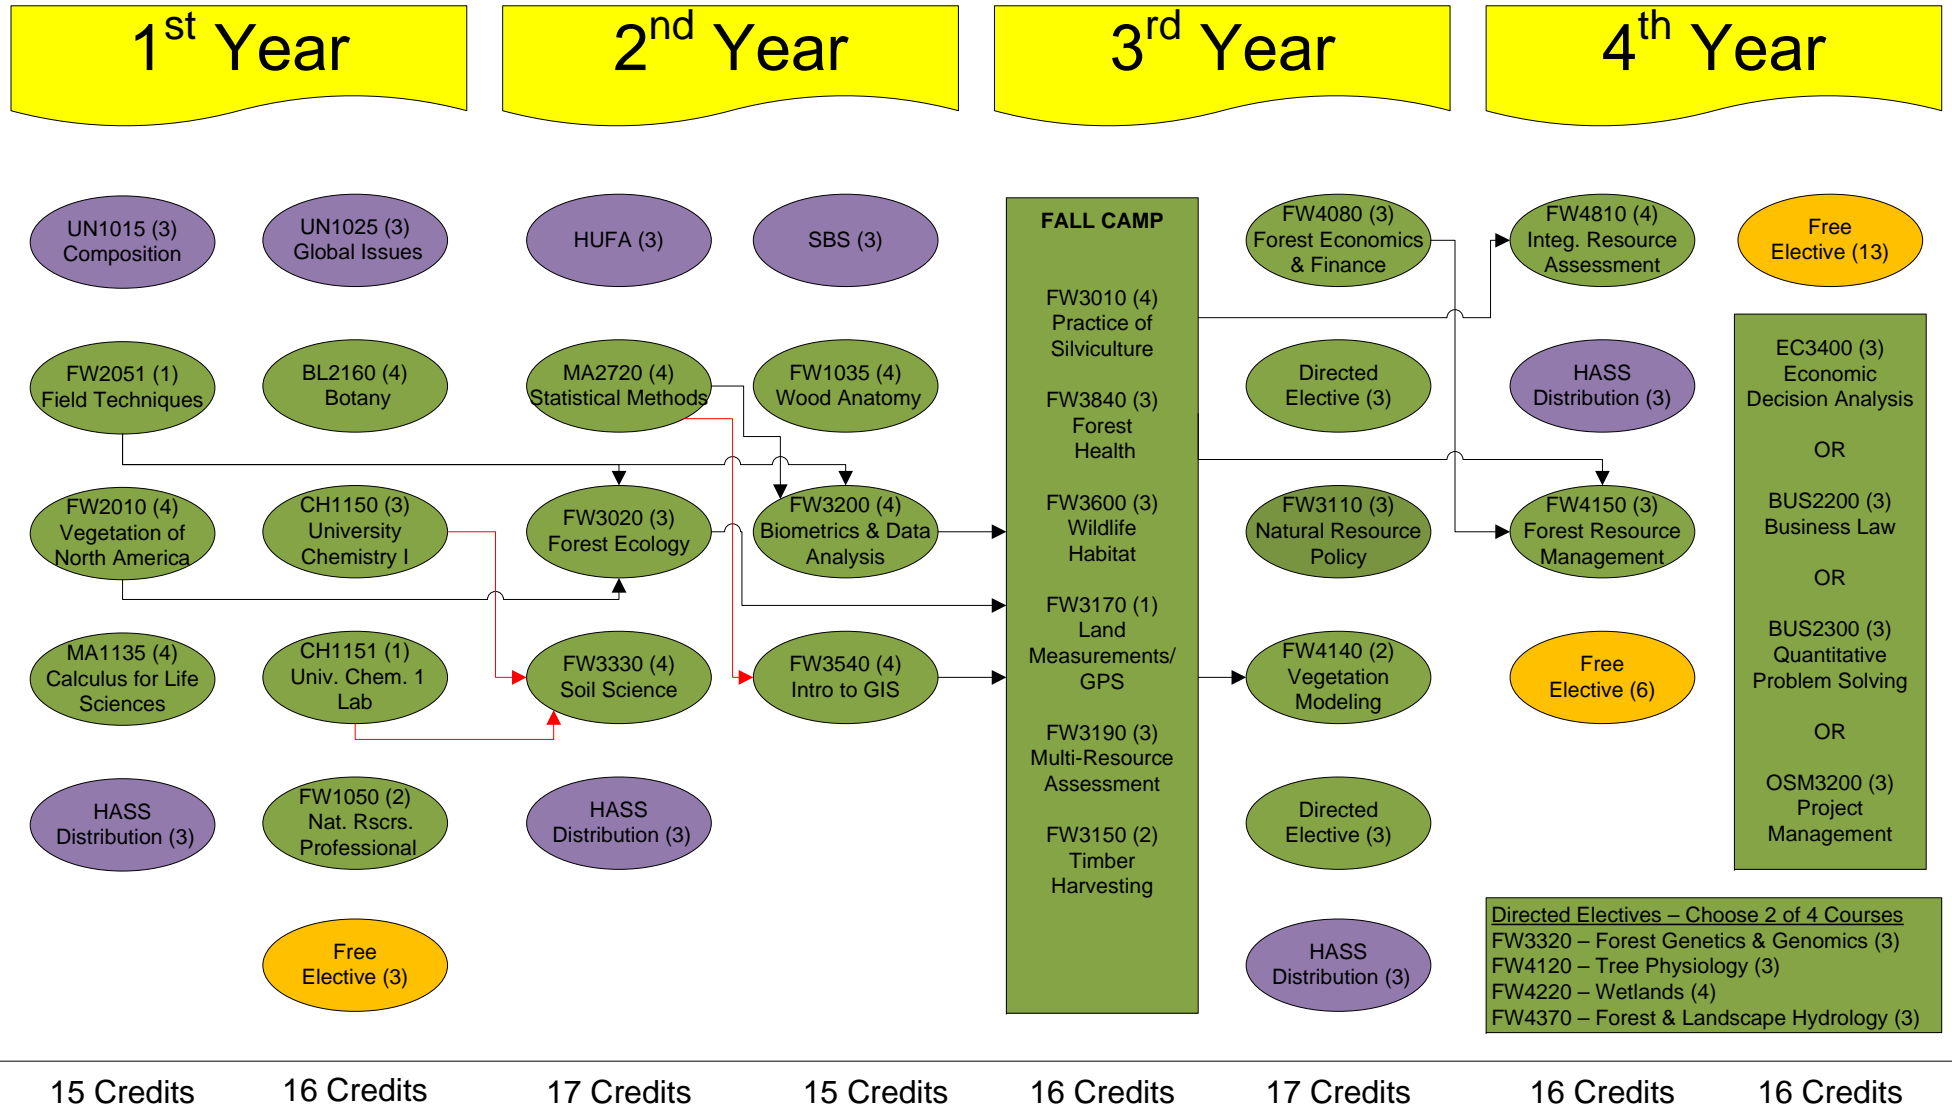 1st Year
2nd Year
3rd Year
4th Year
UN1015 (3)
Composition
FW2051 (1)
Field Techniques
FW2010 (4)
Vegetation of
North America
MA1135 (4)
Calculus for Life
Sciences
HASS
Distribution (3)
UN1025 (3)
Global Issues
BL2160 (4)
Botany
CH1150 (3)
University
Chemistry I
CH1151 (1)
Univ. Chem. 1
Lab
FW1050 (2)
Nat. Rscrs.
Professional
Free
Elective (3)
HUFA (3)
MA2720 (4)
Statistical Methods
FW3020 (3)
Forest Ecology
FW3330 (4)
Soil Science
HASS
Distribution (3)
SBS (3)
FW1035 (4)
Wood Anatomy
FW3200 (4)
Biometrics & Data
Analysis
FW3540 (4)
Intro to GIS
FALL CAMP
FW3010 (4)
Practice of
Silviculture
FW3840 (3)
Forest
Health
FW3600 (3)
Wildlife
Habitat
FW3170 (1)
Land
Measurements/
GPS
FW3190 (3)
Multi-Resource
Assessment
FW3150 (2)
Timber
Harvesting
FW4080 (3)
Forest Economics
& Finance
Directed
Elective (3)
FW3110 (3)
Natural Resource
Policy
FW4140 (2)
Vegetation
Modeling
Directed
Elective (3)
HASS
Distribution (3)
FW4810 (4)
Integ. Resource
Assessment
HASS
Distribution (3)
FW4150 (3)
Forest Resource
Management
Free
Elective (6)
Free
Elective (13)
EC3400 (3)
Economic
Decision Analysis
OR
BUS2200 (3)
Business Law
OR
BUS2300 (3)
Quantitative
Problem Solving
OR
OSM3200 (3)
Project
Management
Directed Electives – Choose 2 of 4 Courses
FW3320 – Forest Genetics & Genomics (3)
FW4120 – Tree Physiology (3)
FW4220 – Wetlands (4)
FW4370 – Forest & Landscape Hydrology (3)
15 Credits
16 Credits
17 Credits
15 Credits
16 Credits
17 Credits
16 Credits
16 Credits